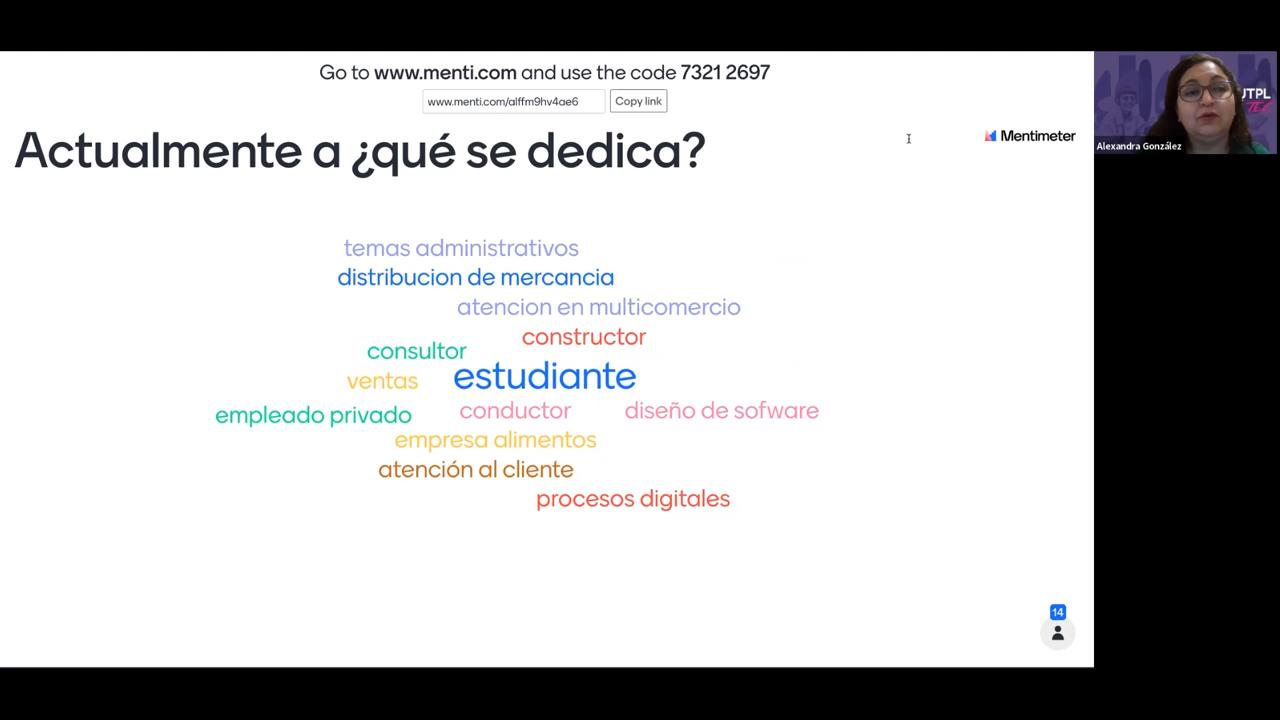 Go to www.menti.com and use the code 7321 2697
www.menti.com/alffm9hv4ae6
Copy link
Actualmente a ¿qué se dedica?
Mentimeter
temas administrativos
distribucion de mercancia
atencion en multicomercio
constructor
consultor
estudiante
ventas
empleado privado
conductor
diseño de sofware
empresa alimentos
atención al cliente
procesos digitales
14
UTPL
TEC
Alexandra González